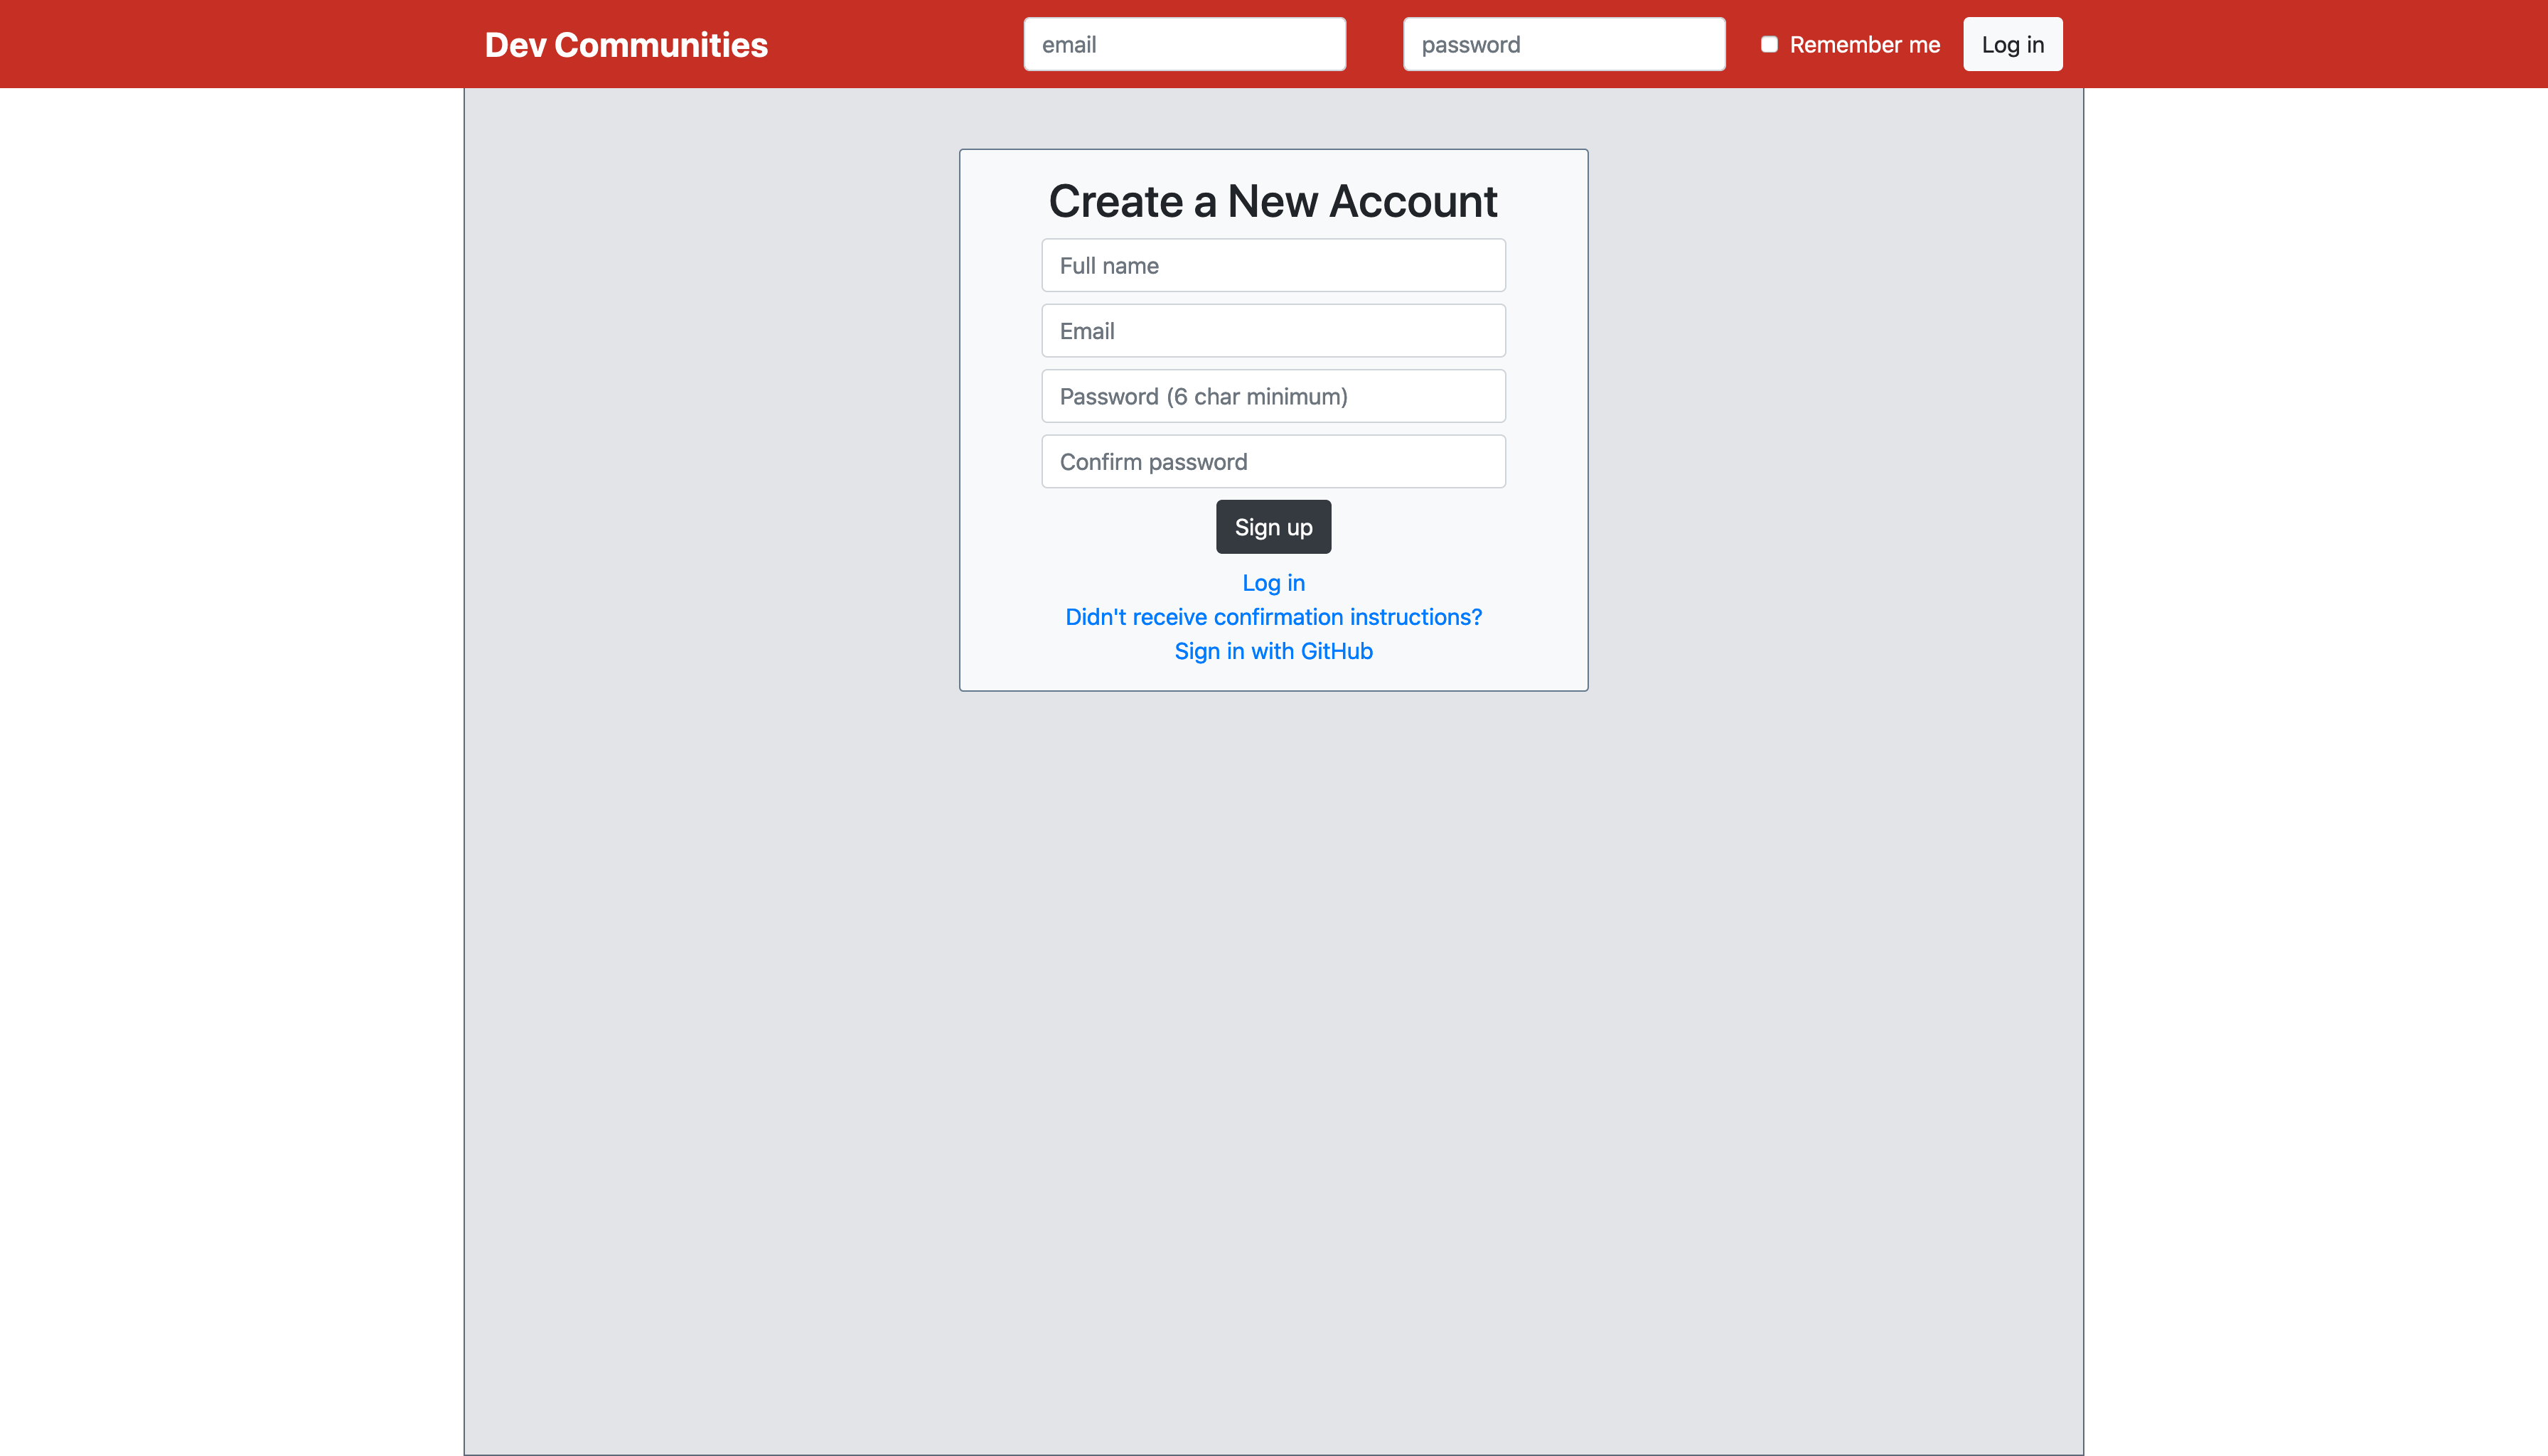 Dev Communities email password Remember me Log in
Create a New Account
Full name
Email
Password (6 char minimum)
Confirm password
Sign up
Log in
Didn't receive confirmation instructions?
Sign in with GitHub